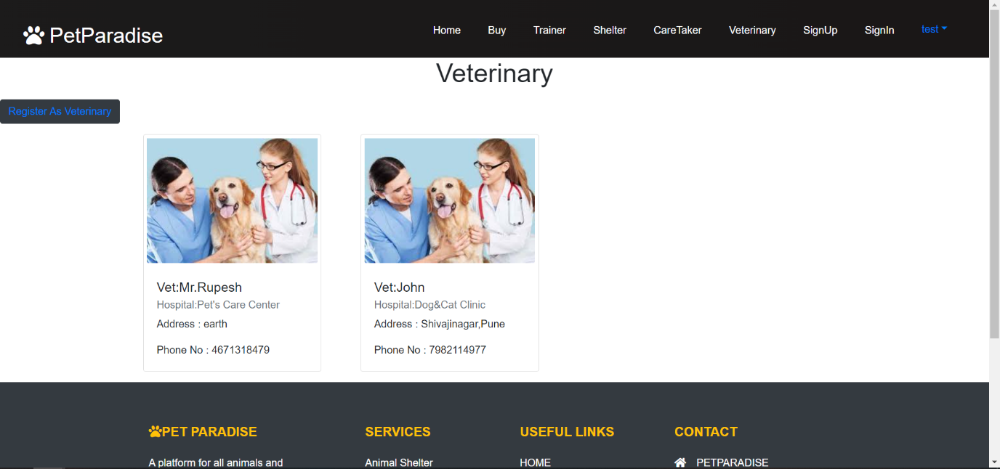 PetParadise
Home Buy Trainer Shelter CareTaker Veterinary SignUp SignIn test
Veterinary
Register As Veterinary
Vet:Mr.Rupesh
Hospital:Pet's Care Center
Address : earth
Phone No : 4671318479
Vet:John
Hospital:Dog&Cat Clinic
Address : Shivajinagar,Pune
Phone No : 7982114977
PET PARADISE
A platform for all animals and
SERVICES
Animal Shelter
USEFUL LINKS
HOME
CONTACT
PETPARADISE